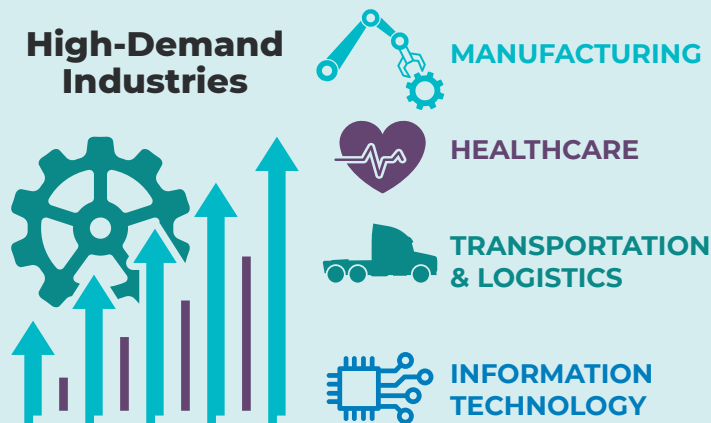 High-Demand
Industries
MANUFACTURING
HEALTHCARE
TRANSPORTATION
& LOGISTICS
INFORMATION
TECHNOLOGY